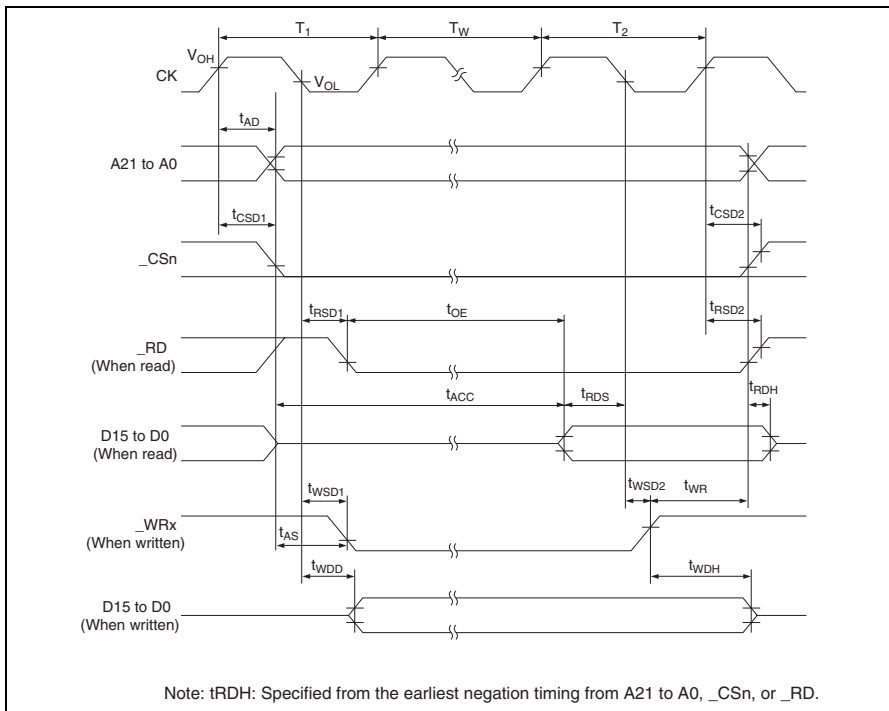 T1 TW T2
VOH
CK
VOL
tAD
A21 to A0
tCSD1 tCSD2
_CSn
tRSD1 tOE tRSD2
_RD
(When read)
tACC tRDS tRDH
D15 to D0
(When read)
tWSD1 tWSD2 tWR
_WRx
(When written)
tAS
tWDD tWDH
D15 to D0
(When written)
Note: tRDH: Specified from the earliest negation timing from A21 to A0, _CSn, or _RD.